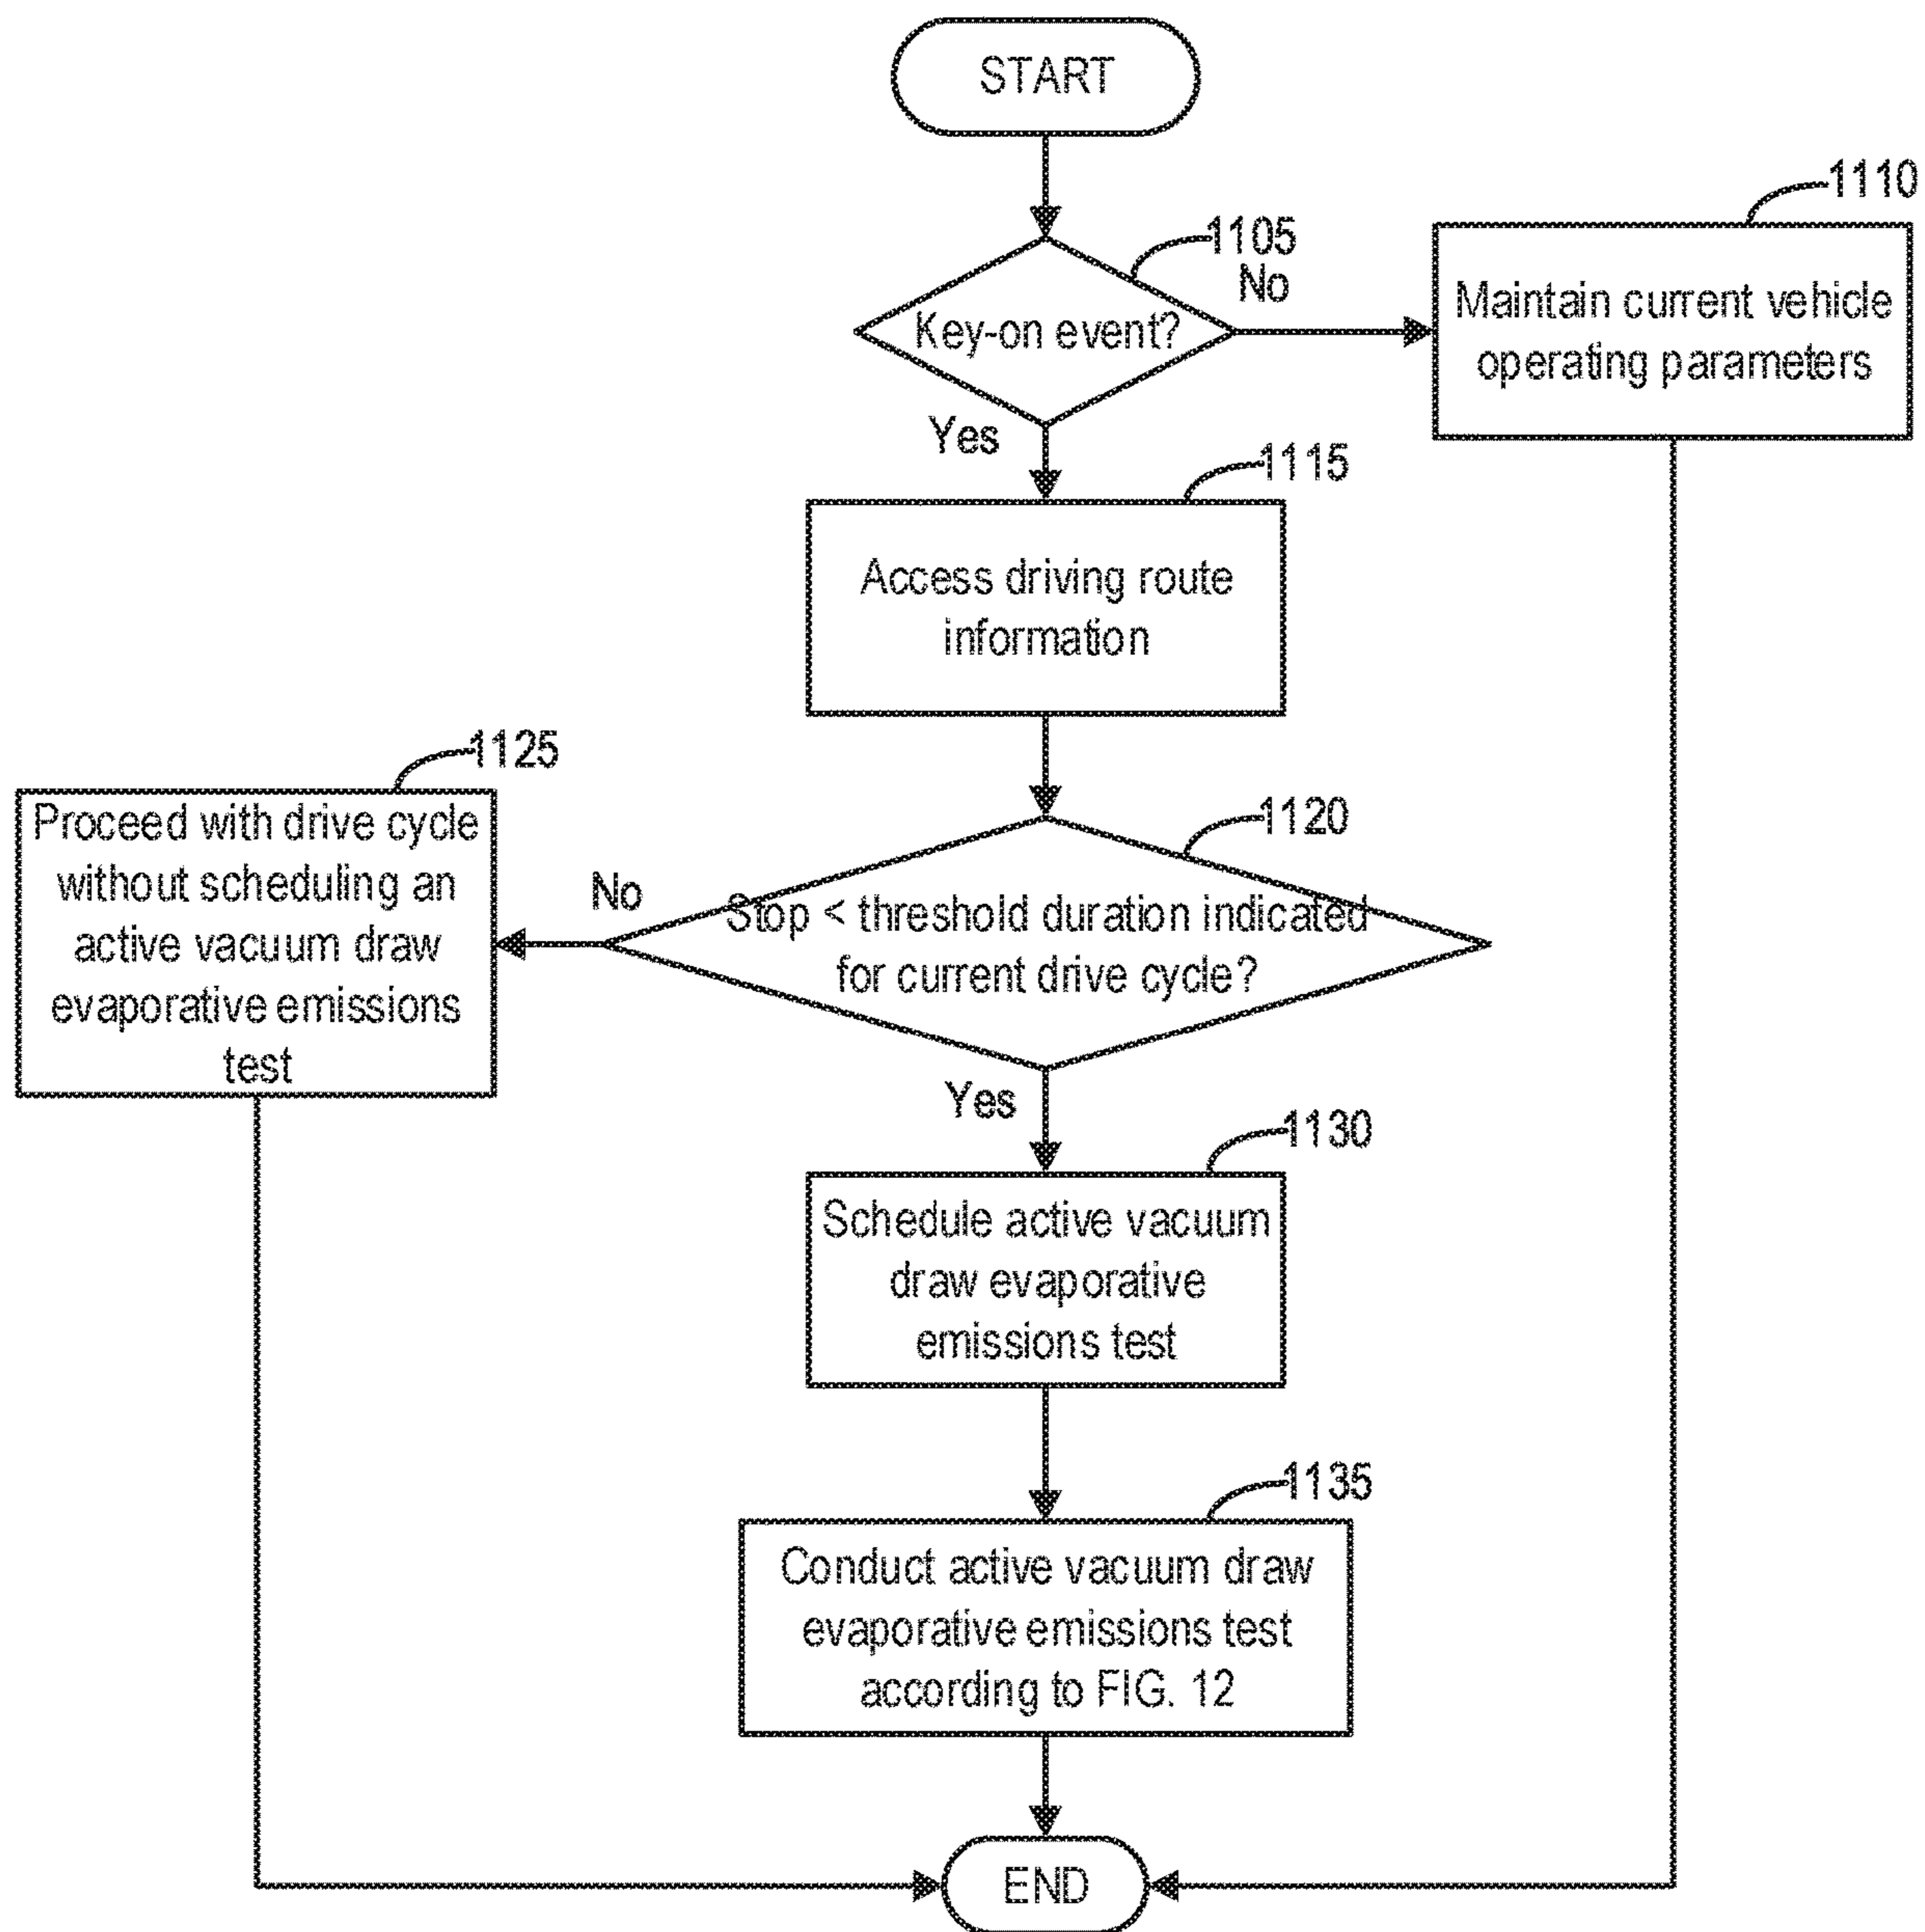 START
1105
No
Key-on event?
1110
Maintain current vehicle
operating parameters
Yes
1115
Access driving route
information
1120
Stop < threshold duration indicated
for current drive cycle?
No
1125
Proceed with drive cycle
without scheduling an
active vacuum draw
evaporative emissions
test
Yes
1130
Schedule active vacuum
draw evaporative
emissions test
1135
Conduct active vacuum draw
evaporative emissions test
according to FIG. 12
END